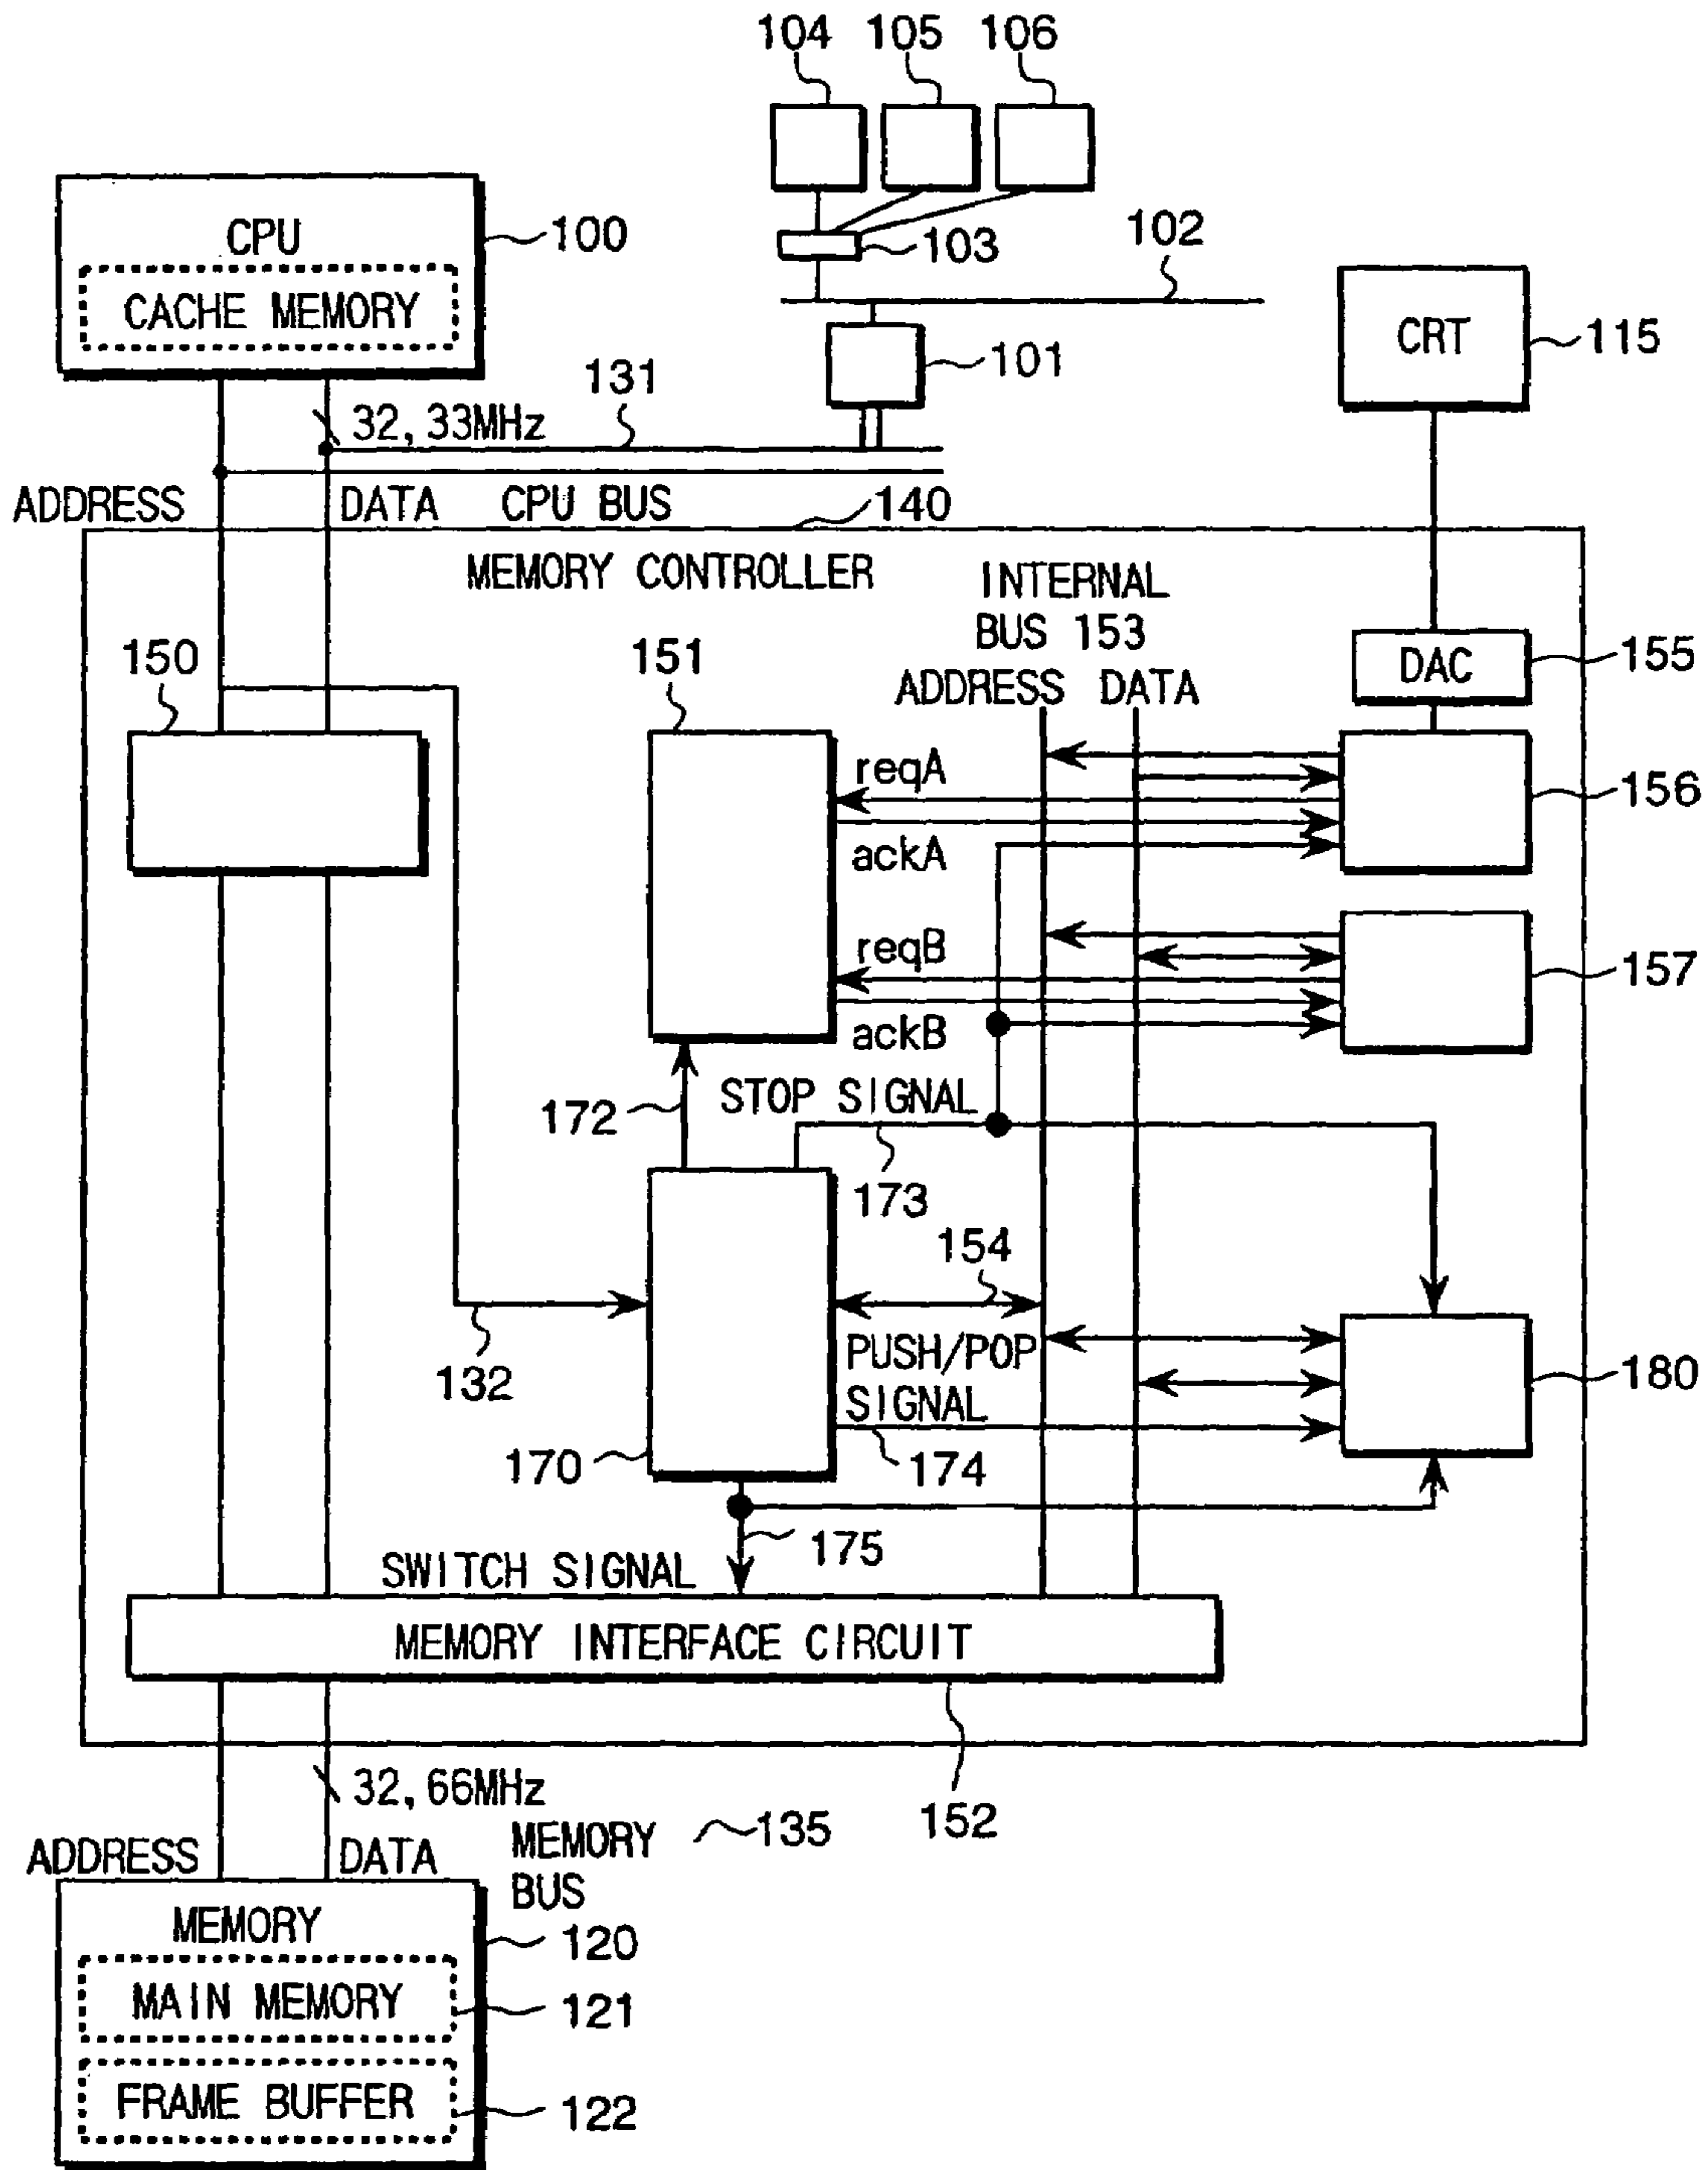 104 105 106
CPU
100
CACHE MEMORY
103
102
CRT
115
101
131
32, 33MHz
ADDRESS DATA CPU BUS
140
MEMORY CONTROLLER
INTERNAL
BUS 153
150
151
DAC
155
ADDRESS DATA
reqA
156
ackA
reqB
157
ackB
STOP SIGNAL
172
173
154
PUSH/POP
SIGNAL
132
180
170
174
175
SWITCH SIGNAL
MEMORY INTERFACE CIRCUIT
32, 66MHz
152
MEMORY
BUS
135
ADDRESS DATA
MEMORY
120
MAIN MEMORY
121
FRAME BUFFER
122